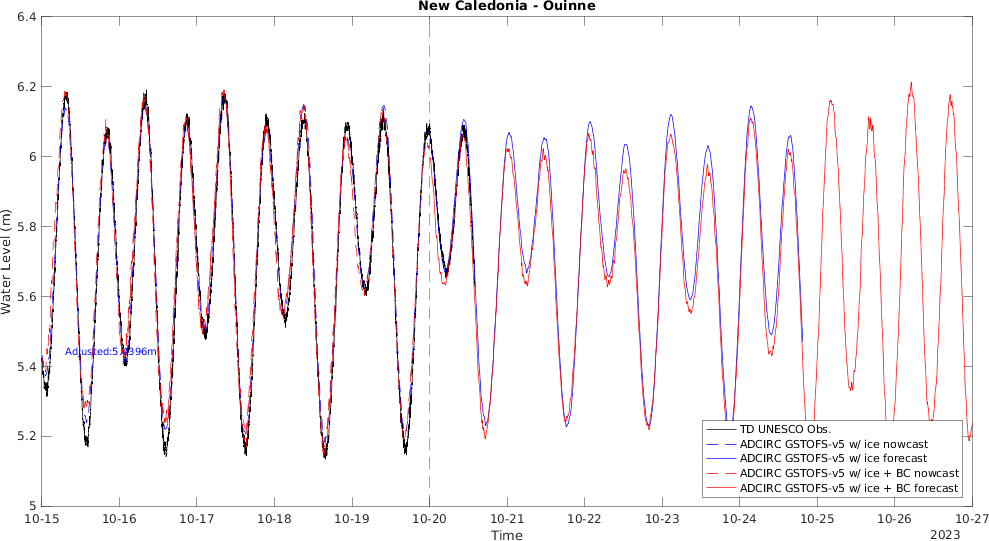 New Caledonia - Ouinne
6.4
6.2
6
5.8
5.6
5.4
5.2
5
Water Level (m)
TD UNESCO Obs.
ADCIRC GSTOFS-v5 w/ ice nowcast
ADCIRC GSTOFS-v5 w/ ice forecast
ADCIRC GSTOFS-v5 w/ ice + BC nowcast
ADCIRC GSTOFS-v5 w/ ice + BC forecast
10-15 10-16 10-17 10-18 10-19 10-20 10-21 10-22 10-23 10-24 10-25 10-26 10-27
Time
2023